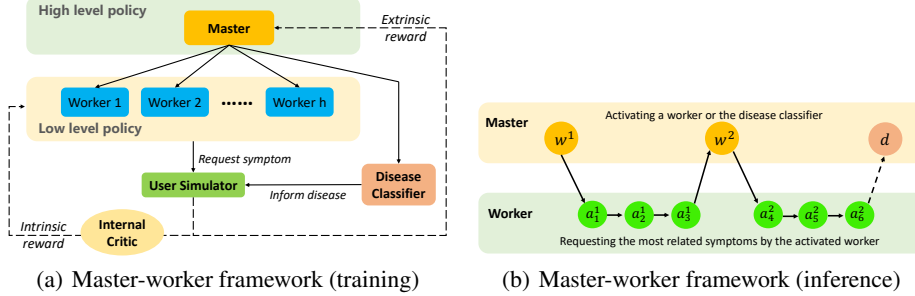 High level policy
Master
Extrinsic
reward
Worker 1
Worker 2
......
Worker h
Low level policy
Request symptom
User Simulator
Inform disease
Disease
Classifier
Intrinsic
reward
Internal
Critic
(a) Master-worker framework (training)
Activating a worker or the disease classifier
Master
w¹
w²
d
Worker
a₁¹
a₂¹
a₃¹
a₄²
a₅²
a₆²
Requesting the most related symptoms by the activated worker
(b) Master-worker framework (inference)